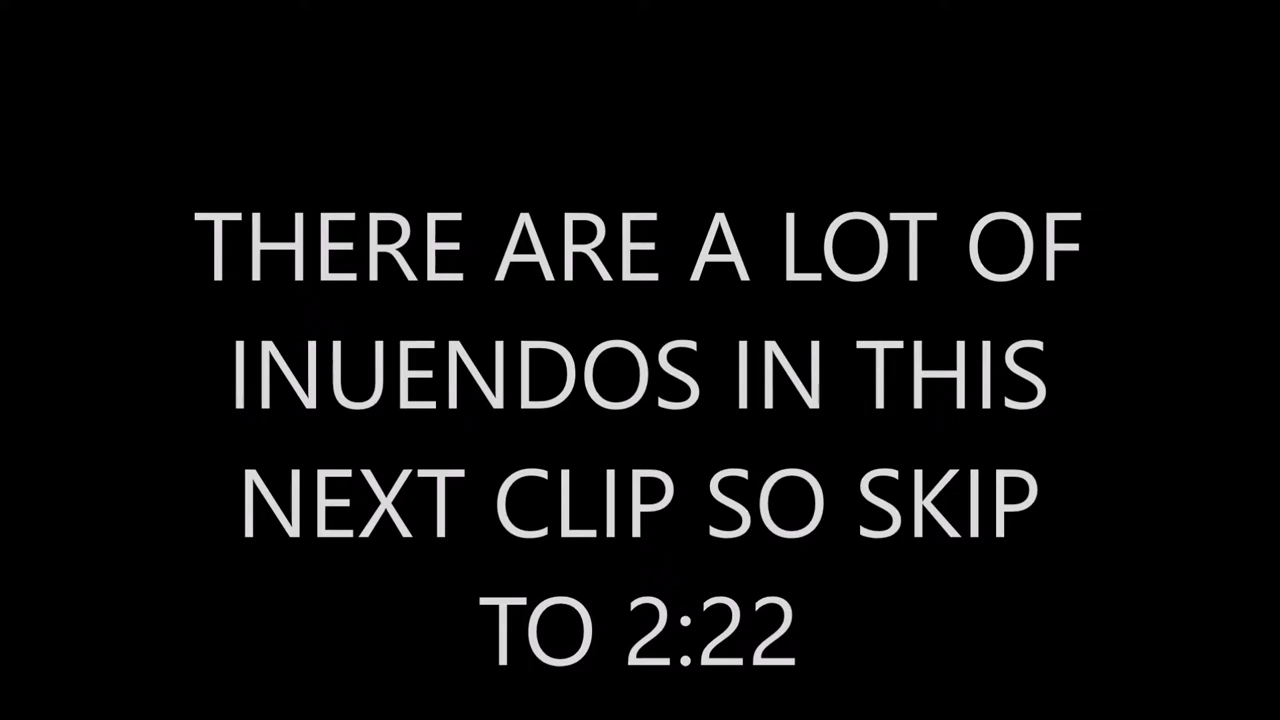 THERE ARE A LOT OF
INUENDOS IN THIS
NEXT CLIP SO SKIP
TO 2:22